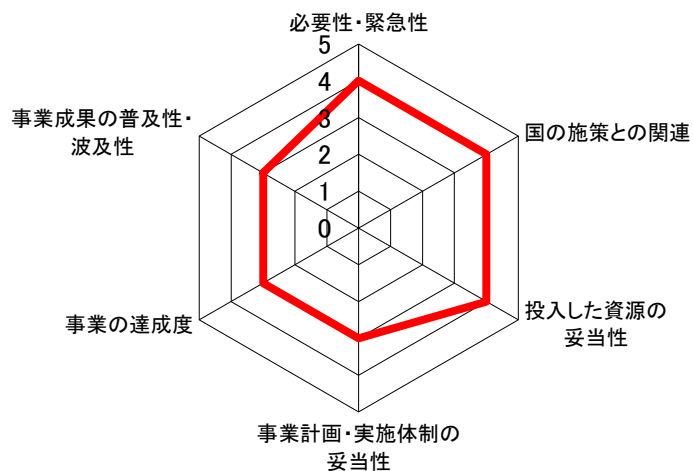 必要性・緊急性
5
4
3
2
1
0
事業成果の普及性・
波及性
国の施策との関連
事業の達成度
投入した資源の
妥当性
事業計画・実施体制の
妥当性